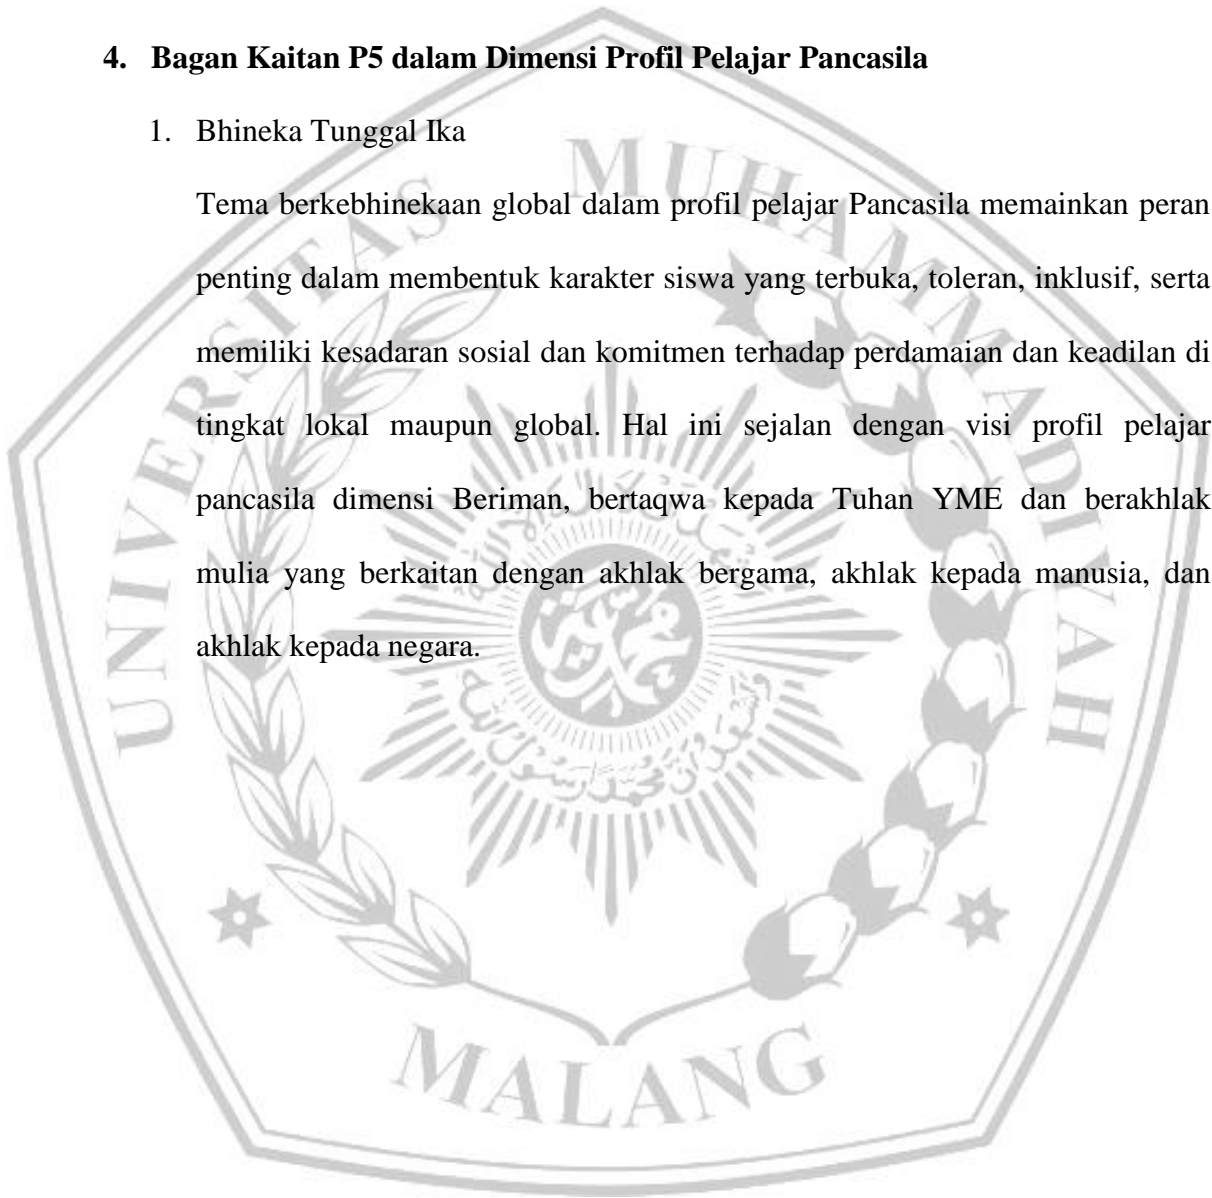 4. Bagan Kaitan P5 dalam Dimensi Profil Pelajar Pancasila
1. Bhineka Tunggal Ika
Tema berkebhinekaan global dalam profil pelajar Pancasila memainkan peran
penting dalam membentuk karakter siswa yang terbuka, toleran, inklusif, serta
memiliki kesadaran sosial dan komitmen terhadap perdamaian dan keadilan di
tingkat lokal maupun global. Hal ini sejalan dengan visi profil pelajar
pancasila dimensi Beriman, bertaqwa kepada Tuhan YME dan berakhlak
mulia yang berkaitan dengan akhlak bergama, akhlak kepada manusia, dan
akhlak kepada negara.
UNIVERSITAS MUHAMMADIYAH
MALANG